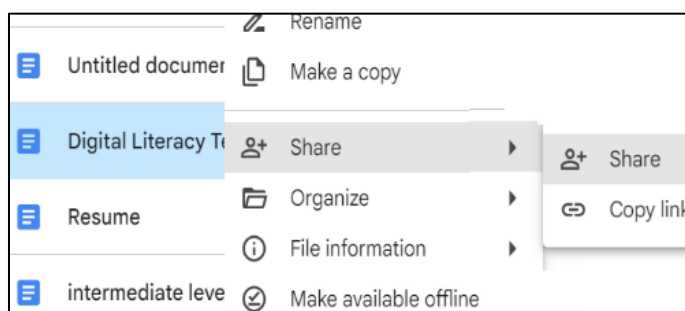 Rename
Untitled documen
Make a copy
Digital Literacy Te
Share
Share
Resume
Organize
Copy link
File information
intermediate leve
Make available offline